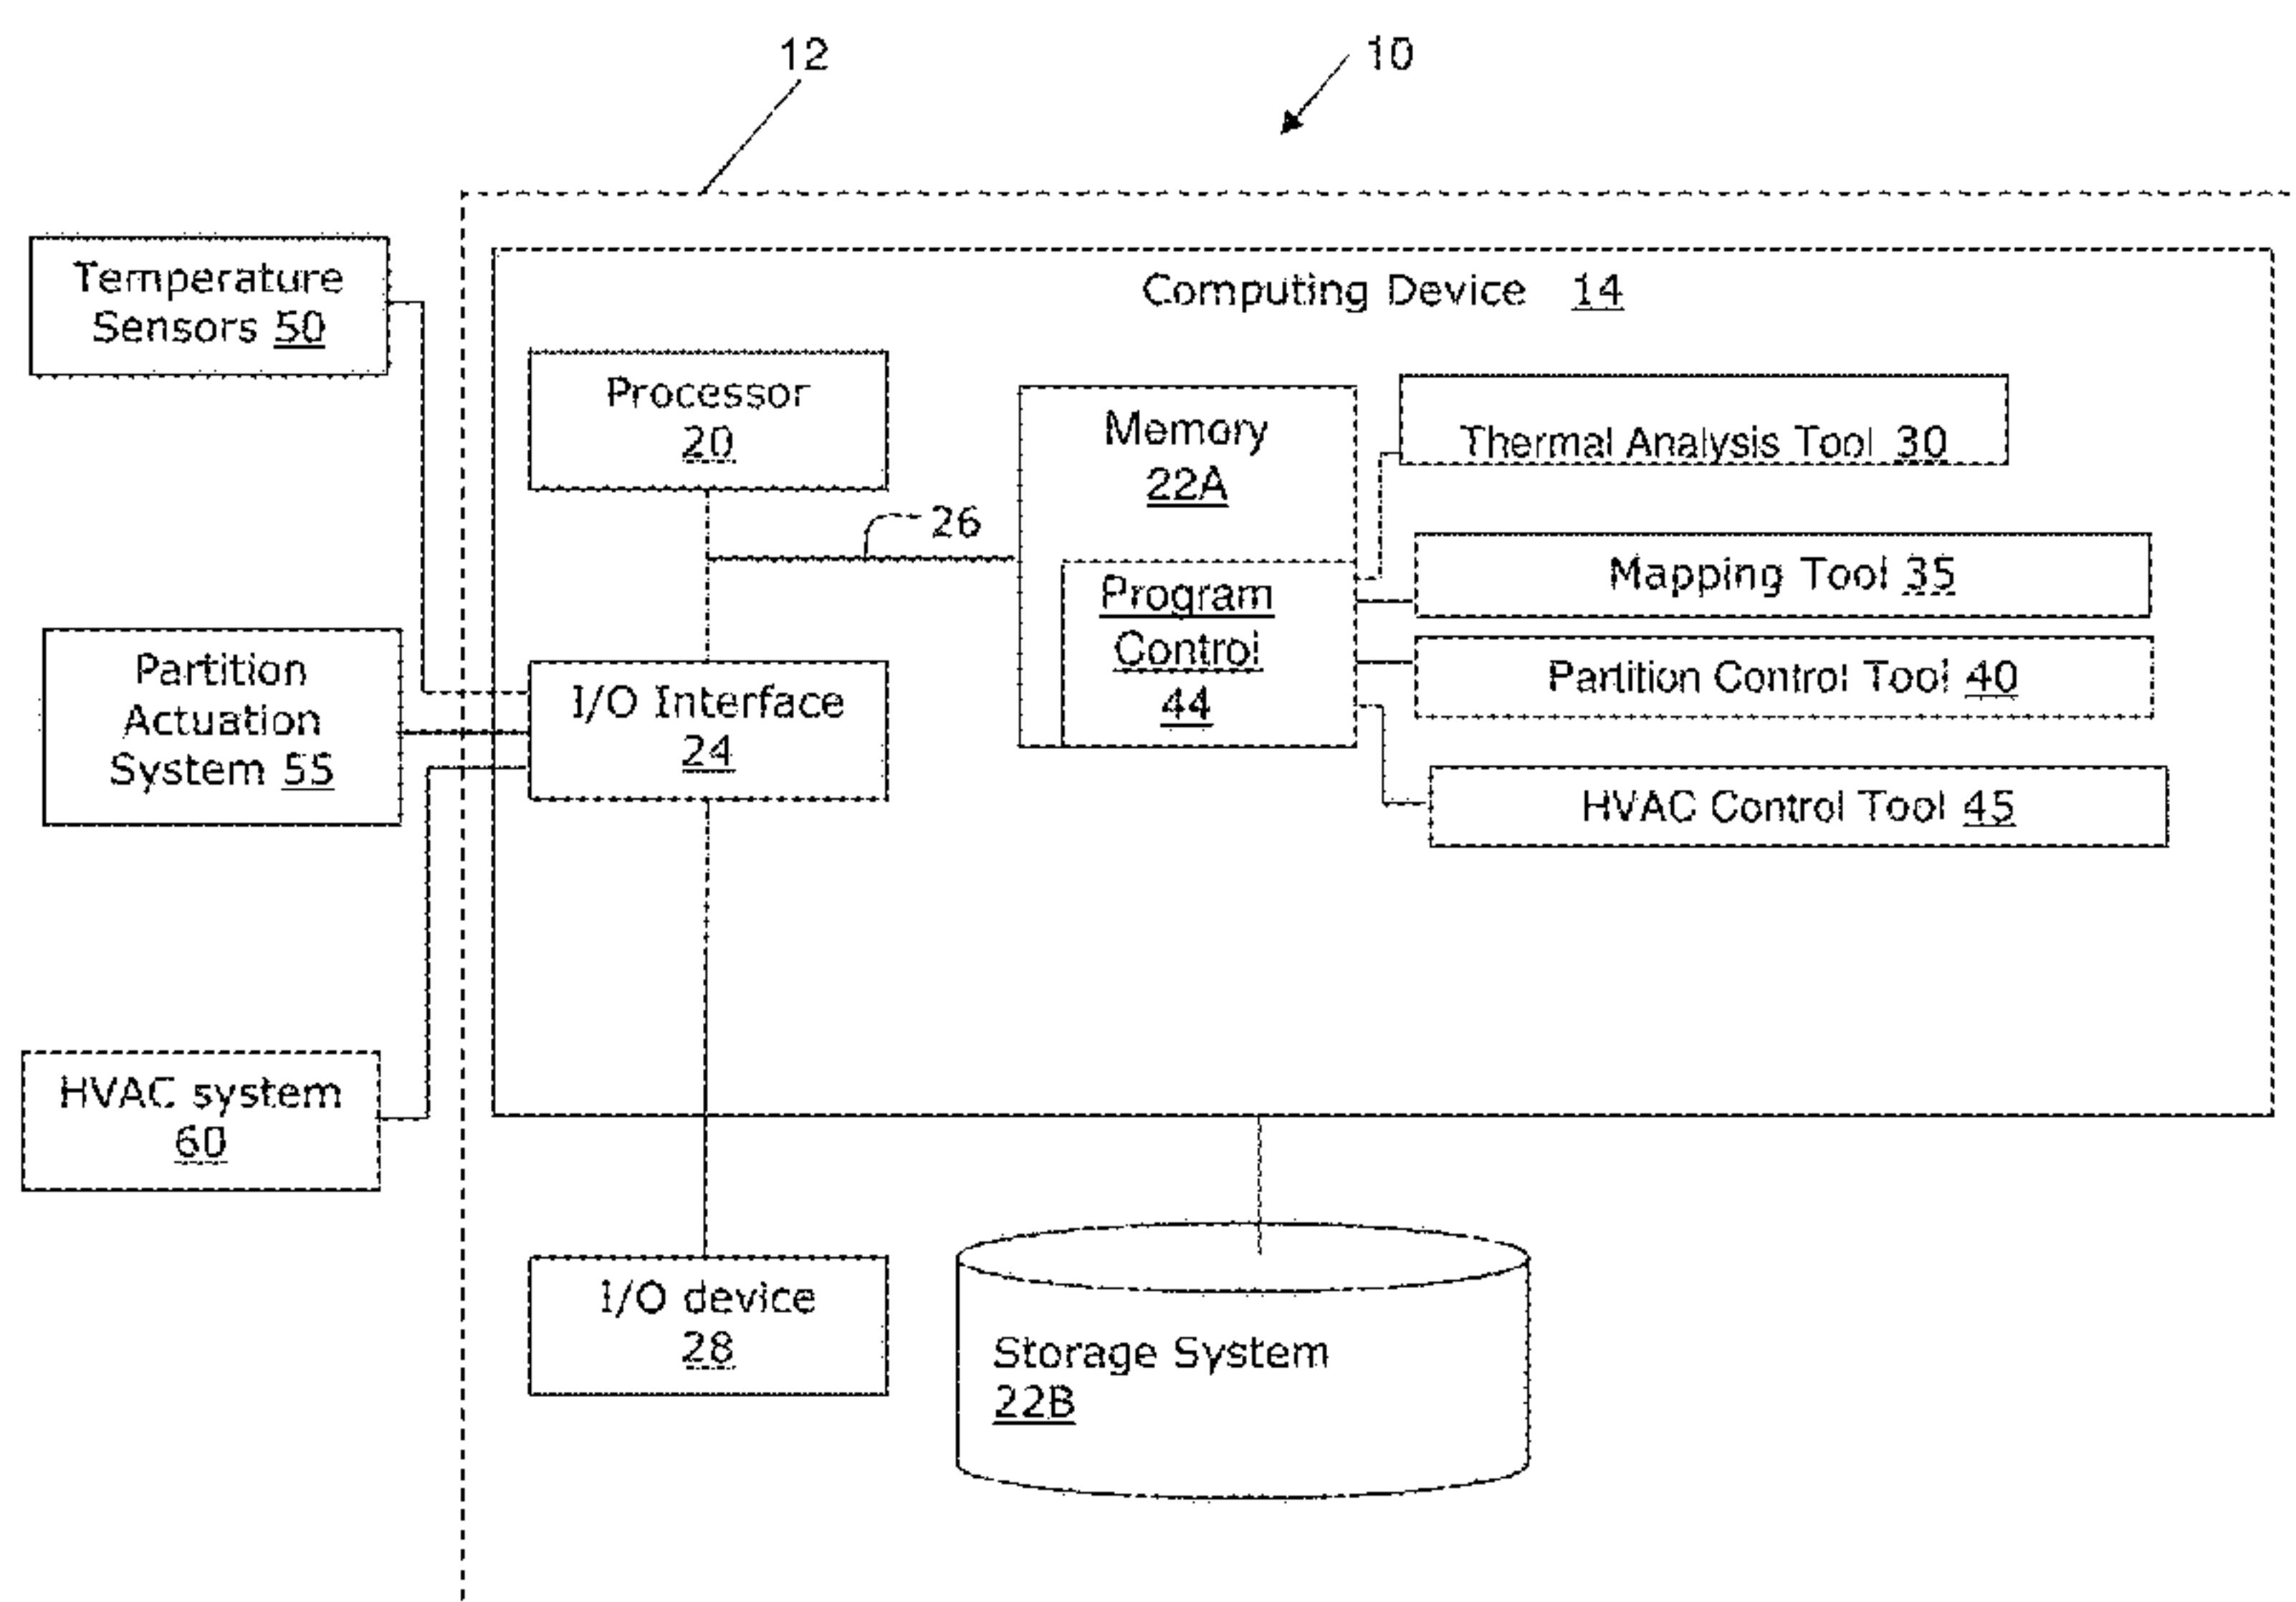 12
10
Temperature
Sensors 50
Computing Device 14
Processor
20
Memory
22A
Thermal Analysis Tool 30
26
Mapping Tool 35
Program
Control
44
Partition Control Tool 40
HVAC Control Tool 45
Partition
Actuation
System 55
I/O Interface
24
HVAC system
60
I/O device
28
Storage System
22B